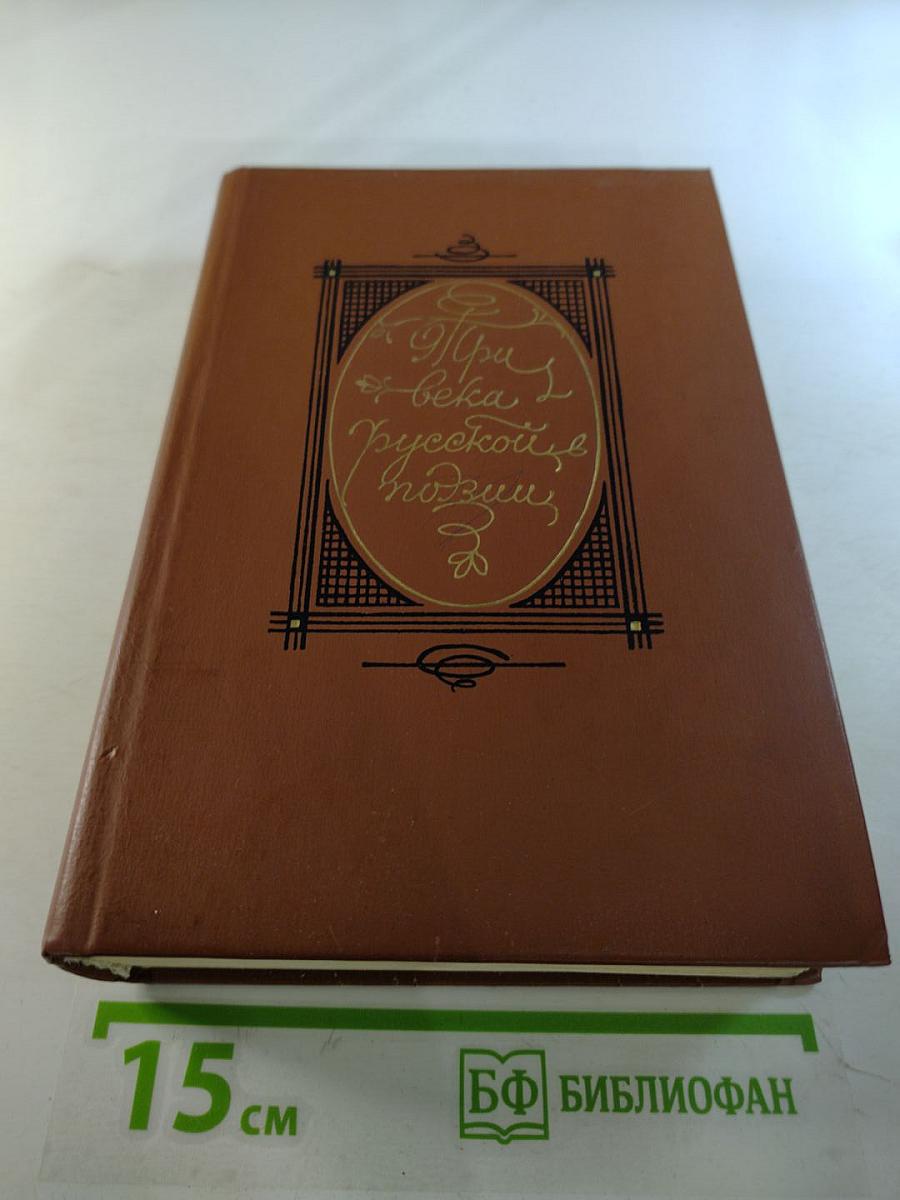 Три
века
русской
поэзии
15 см
БФ БИБЛИОФАН